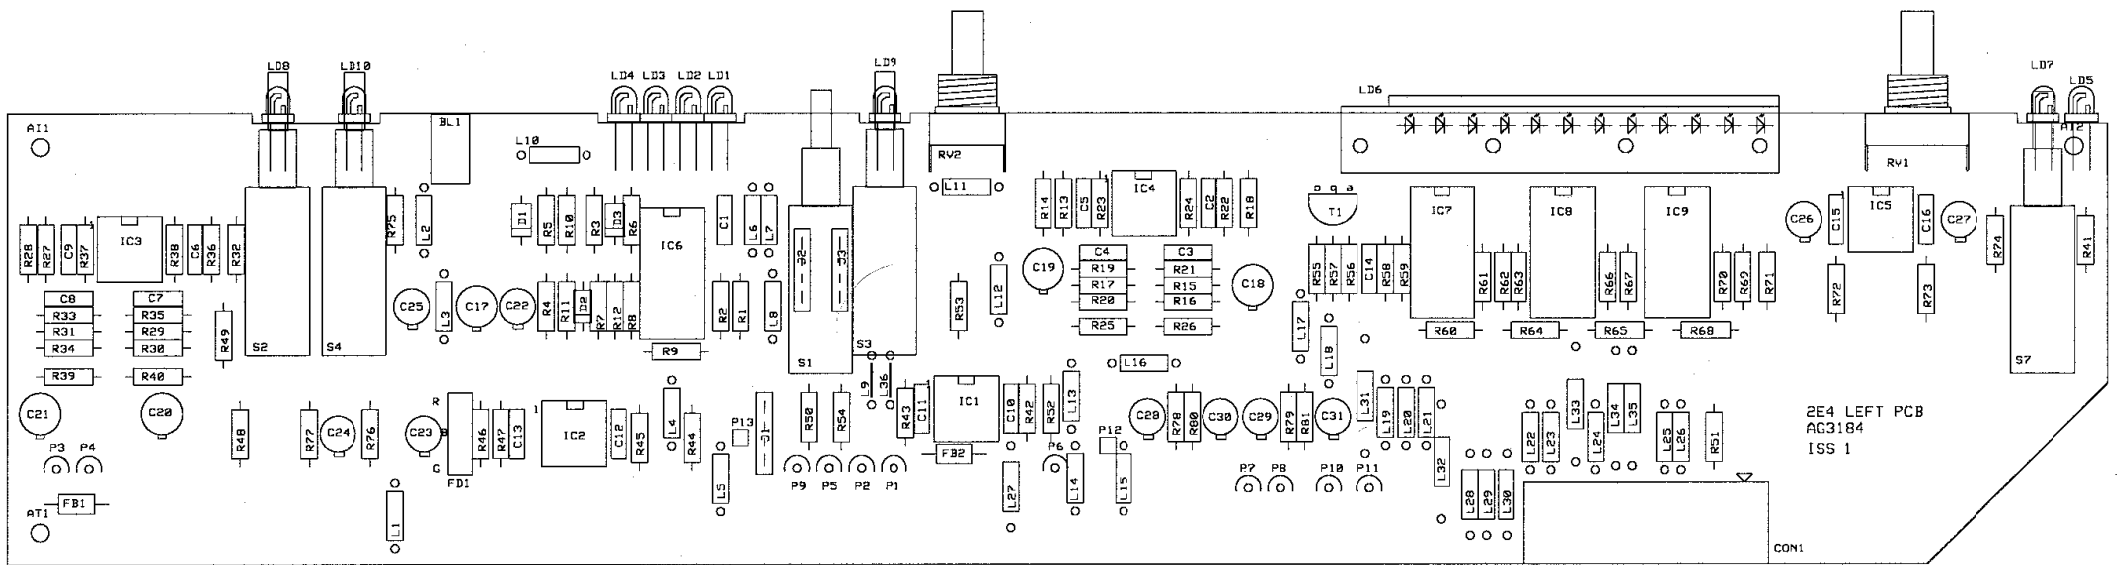 LD8
LD10
LD4 LD3 LD2 LD1
LD9
LD6
LD7
LD5
AI1
BL1
L10
RV2
L11
RV1
AT2
R14
R13
C5
R23
IC4
R24
C2
R22
R18
T1
IC7
IC8
IC9
C26
C15
IC5
C16
C27
R74
R41
R28
R27
C9
R37
IC3
R38
C6
R36
R32
R75
L2
D1
R5
R10
R3
D3
R6
IC6
C1
L6
L7
J2
J3
C19
C4
R19
R17
R20
R25
C3
R21
R15
R16
R26
C18
R55
R57
R56
C14
R58
R59
R61
R62
R63
R66
R67
R70
R69
R71
R72
R73
C8
R33
R31
R34
R39
C7
R35
R29
R30
R40
R49
S2
S4
C25
L3
C17
C22
R4
R11
D2
R7
R12
R8
R9
R2
R1
L8
S1
S3
R53
L12
L17
L18
R60
R64
R65
R68
S7
L16
C21
C20
R48
R77
C24
R76
C23
R
B
G
FD1
R46
R47
C13
1
IC2
C12
R45
L4
R44
P13
J1
R50
R54
L9
L36
R43
C11
IC1
C10
R42
R52
L13
C28
R78
R80
C30
C29
R79
R81
C31
L31
L19
L20
L21
L33
L34
L35
L22
L23
L24
L25
L26
R51
2E4 LEFT PCB
AG3184
ISS 1
P3 P4
FB1
AT1
L1
L5
P9
P5
P2
P1
FB2
P6
P12
L27
L14
L15
P7
P8
P10
P11
L32
L28
L29
L30
CON1